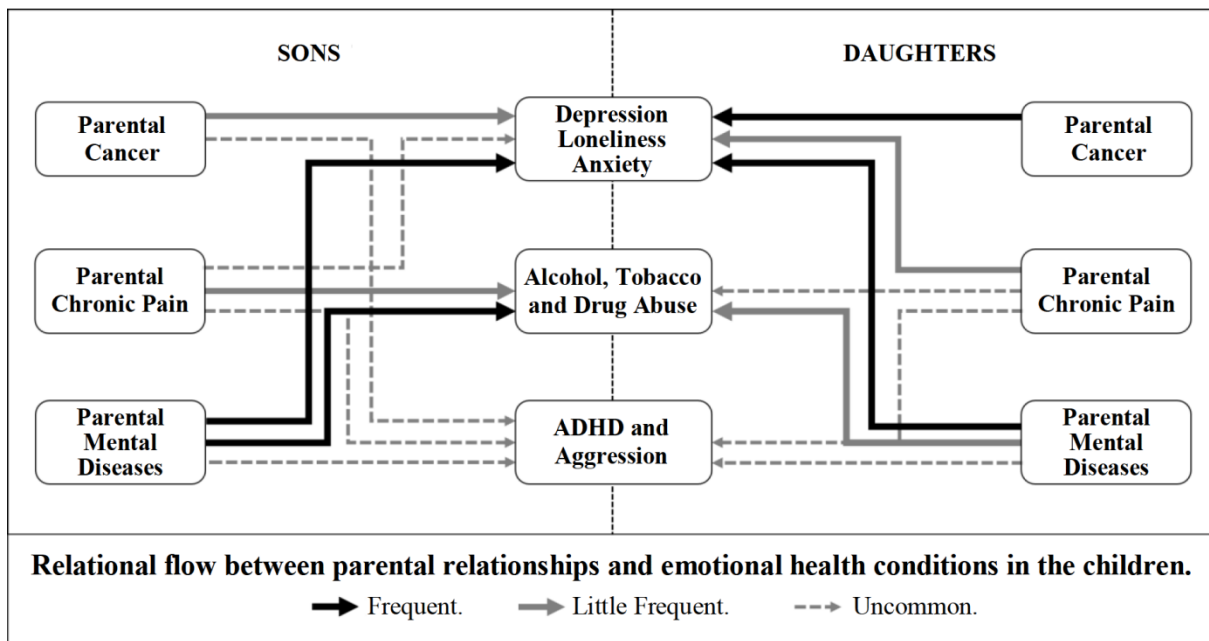 SONS
DAUGHTERS
Parental
Cancer
Depression
Loneliness
Anxiety
Parental
Cancer
Parental
Chronic Pain
Alcohol, Tobacco
and Drug Abuse
Parental
Chronic Pain
Parental
Mental
Diseases
ADHD and
Aggression
Parental
Mental
Diseases
Relational flow between parental relationships and emotional health conditions in the children.
Frequent.
Little Frequent.
Uncommon.